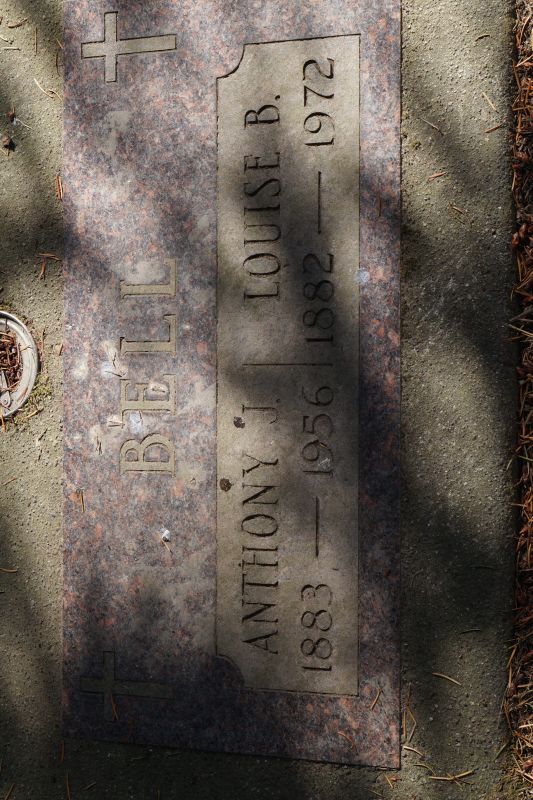 BELL
ANTHONY J. LOUISE B.
1883 — 1956 1882 — 1972